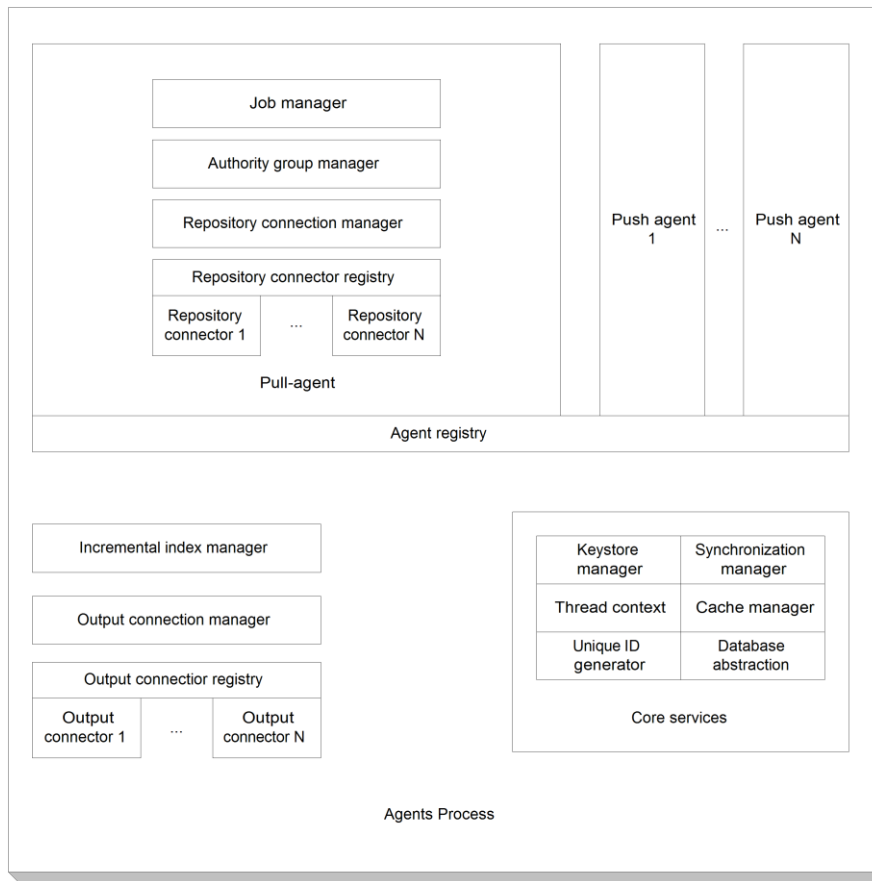 Job manager
Authority group manager
Repository connection manager
Repository connector registry
Repository
connector 1
...
Repository
connector N
Pull-agent
Push agent
1
...
Push agent
N
Agent registry
Incremental index manager
Output connection manager
Output connectior registry
Output
connector 1
...
Output
connector N
Keystore
manager
Synchronization
manager
Thread context
Cache manager
Unique ID
generator
Database
abstraction
Core services
Agents Process